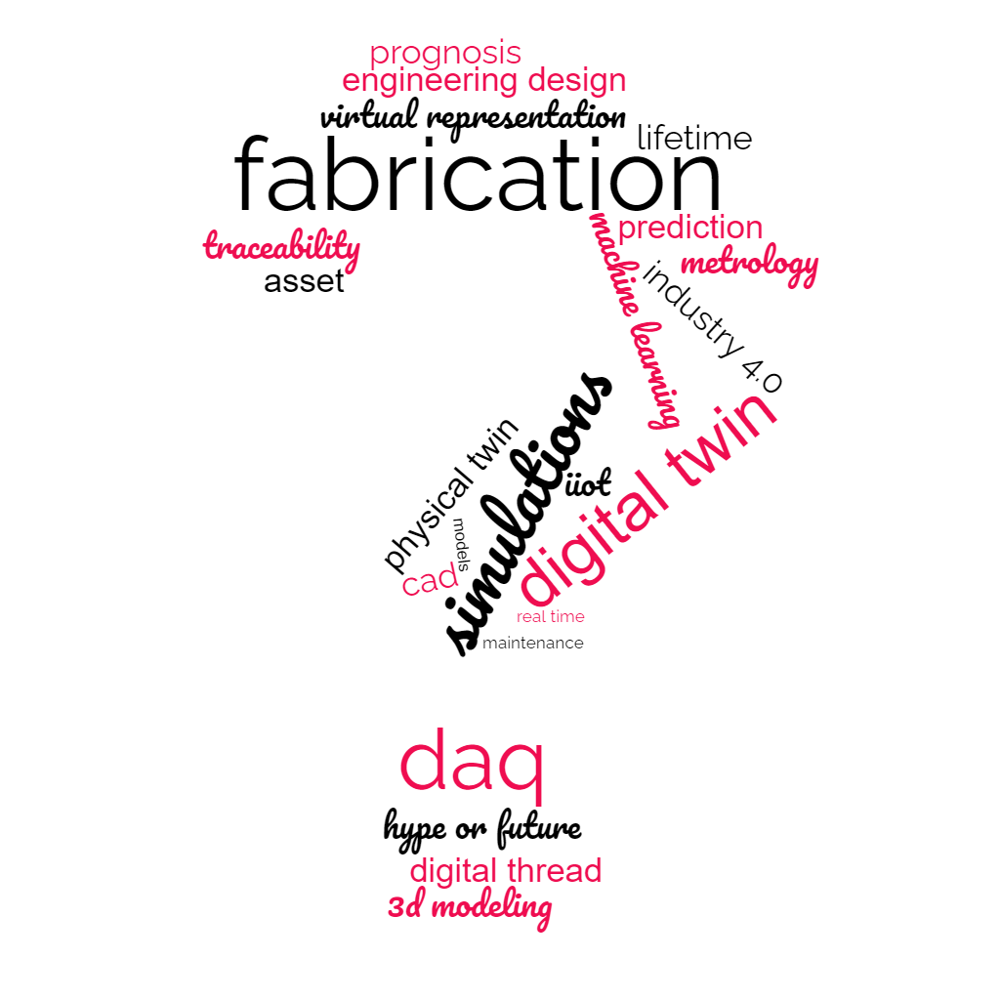 prognosis
engineering design
virtual representation
lifetime
fabrication
prediction
traceability
metrology
asset
machine learning
industry 4.0
simulations
digital twin
physical twin
iiot
models
cad
real time
maintenance
daq
hype or future
digital thread
3d modeling